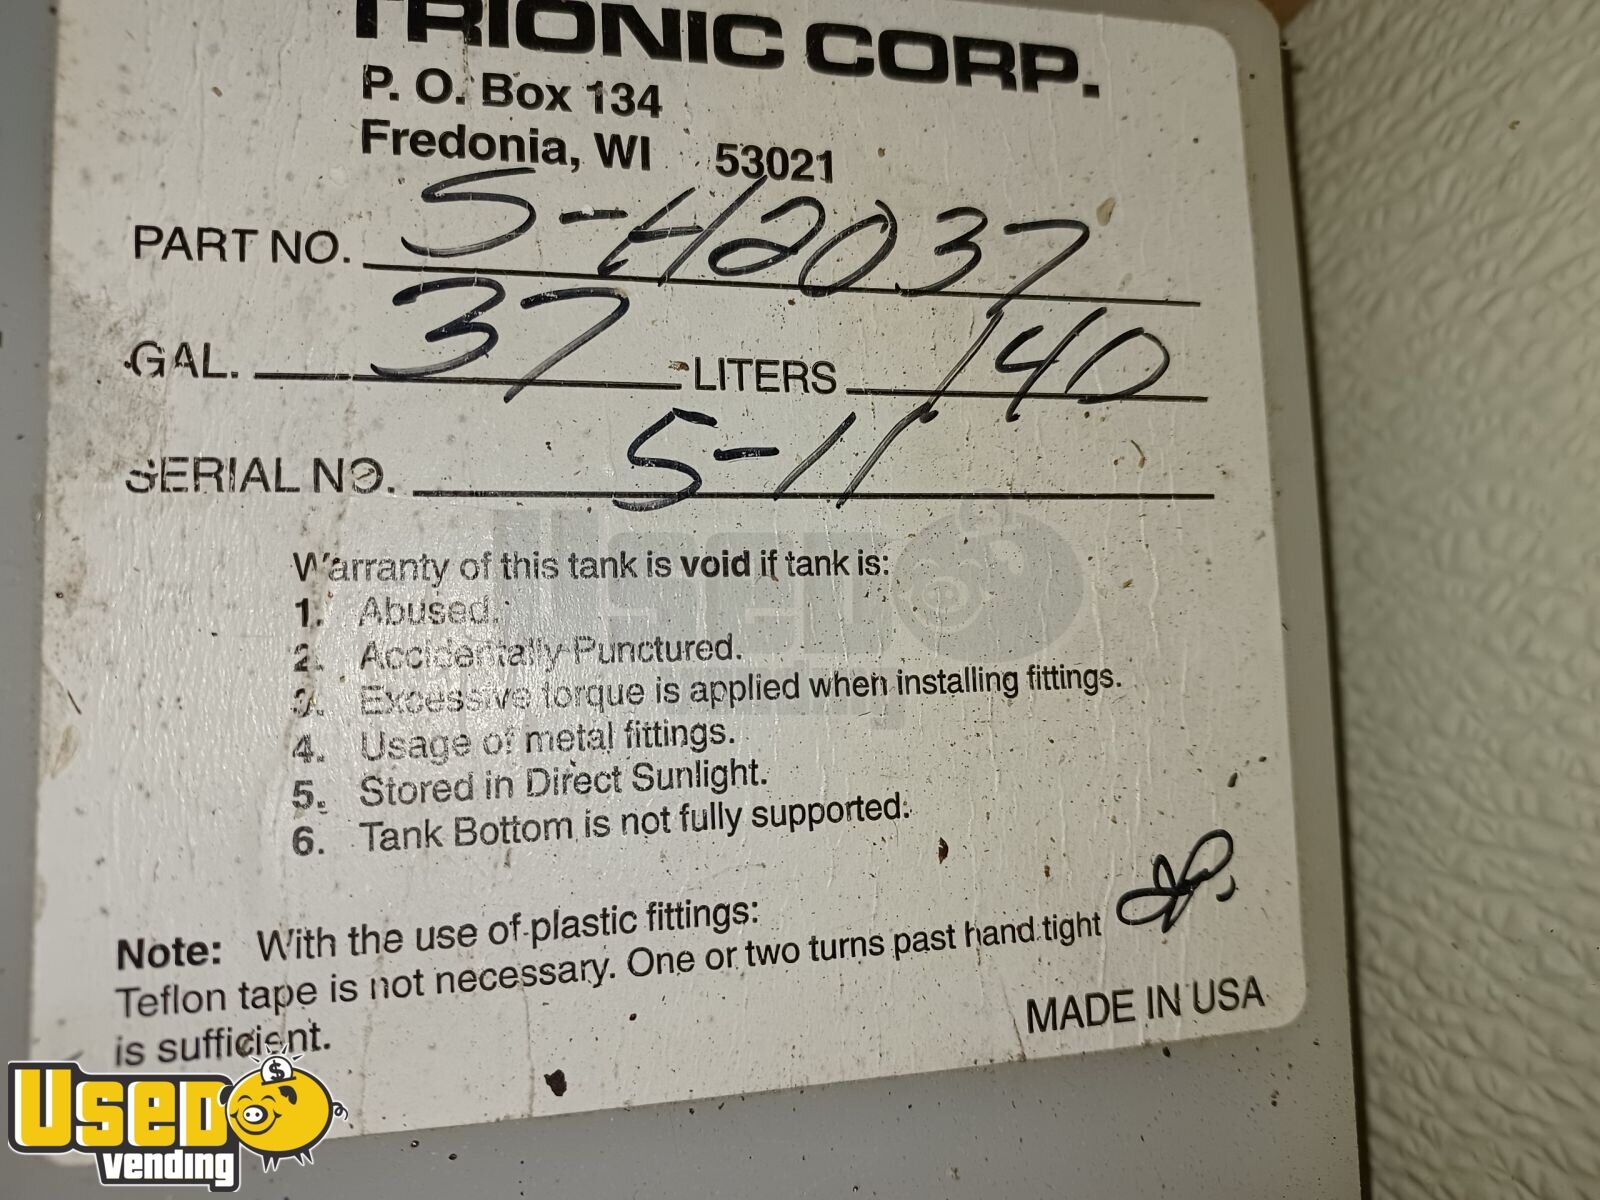 TRIONIC CORP.
P. O. Box 134
Fredonia, WI 53021
PART NO. S-H2037
GAL. 37 LITERS 140
SERIAL NO. 5-11
Warranty of this tank is void if tank is:
1. Abused.
2. Accidentally Punctured.
3. Excessive torque is applied when installing fittings.
4. Usage of metal fittings.
5. Stored in Direct Sunlight.
6. Tank Bottom is not fully supported.
Note: With the use of plastic fittings:
Teflon tape is not necessary. One or two turns past hand tight
is sufficient.
MADE IN USA
Used
vending
Used
vending